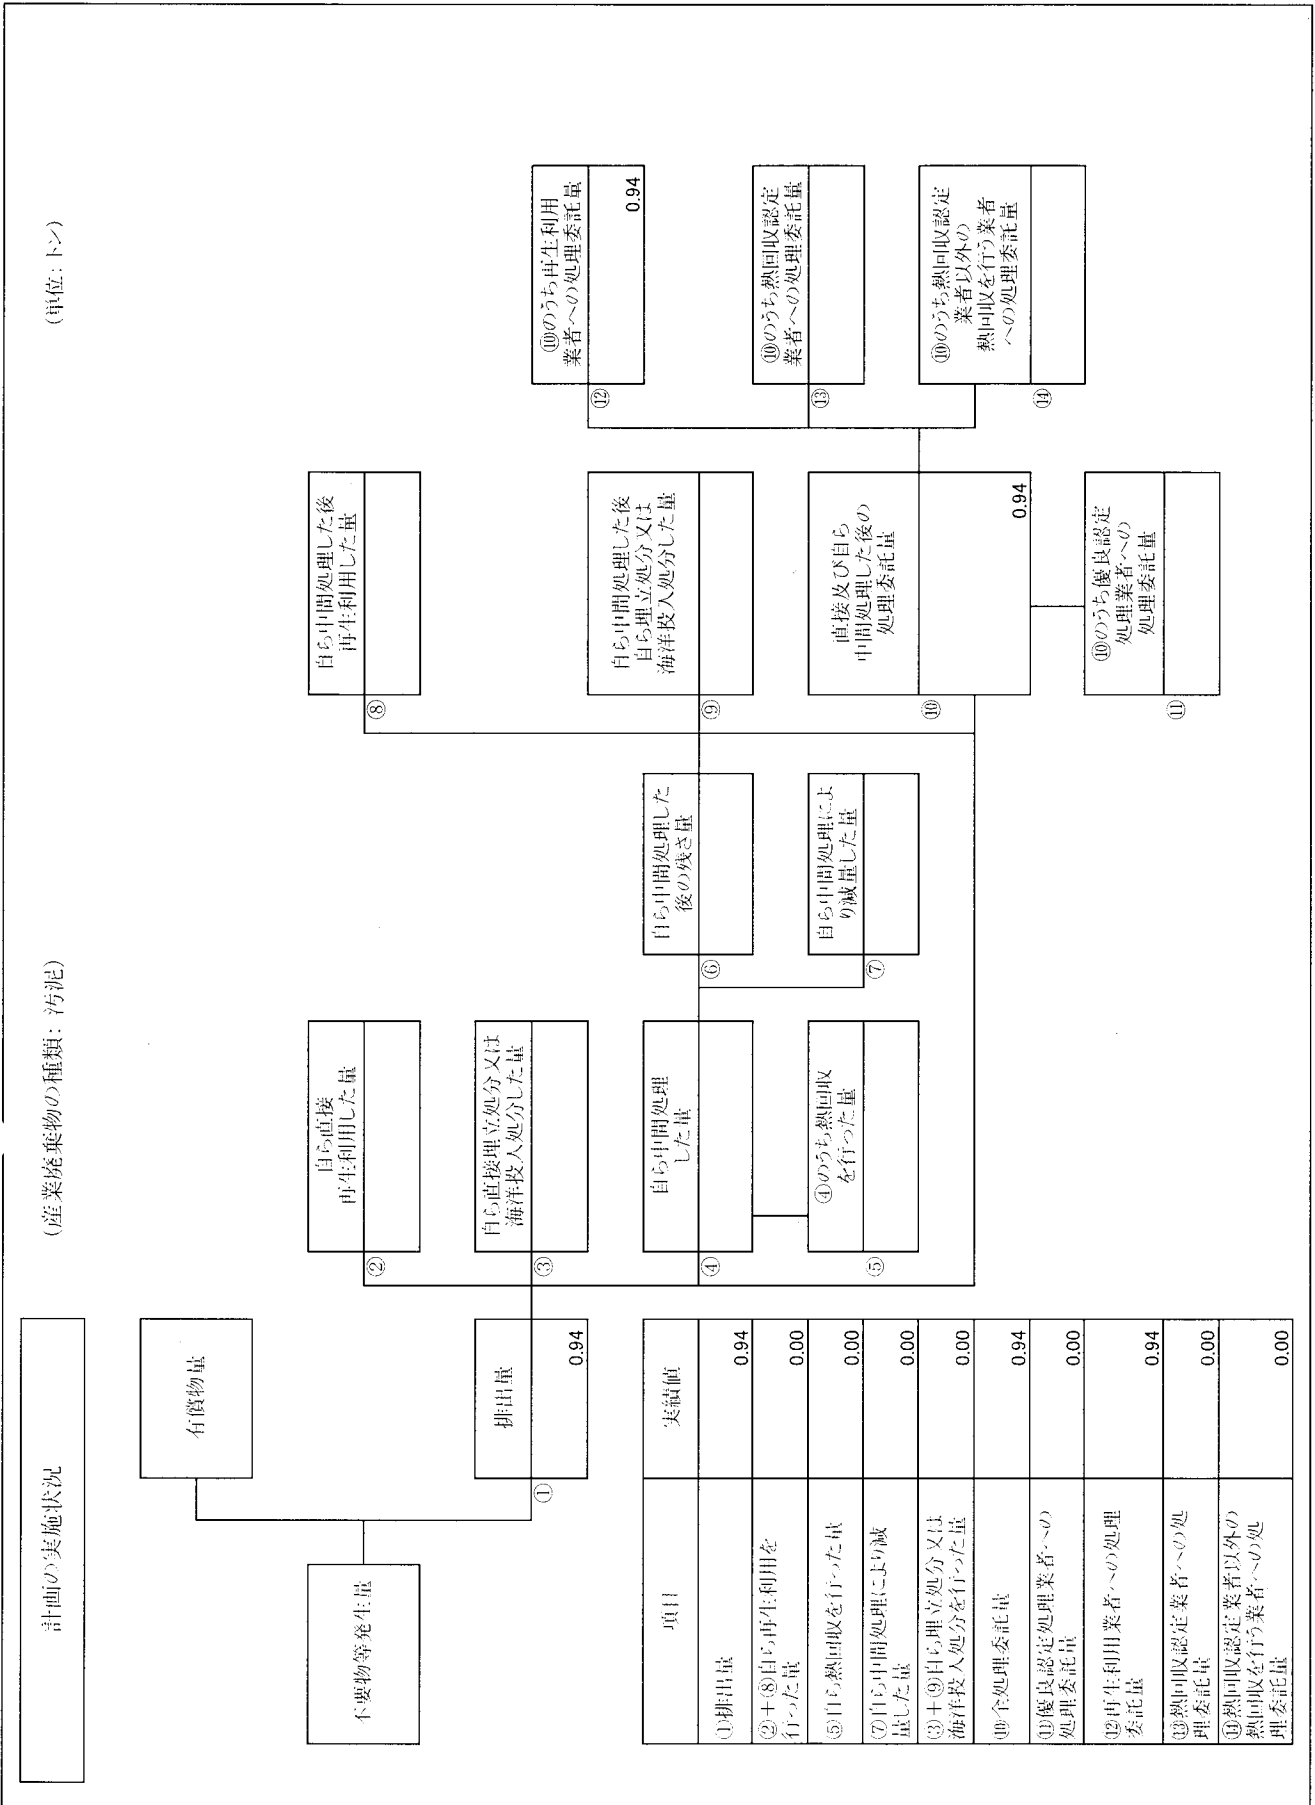 計画の実施状況
(産業廃棄物の種類: 汚泥)
(単位: トン)
不要物等発生量
有償物量
①
排出量
0.94
②
自ら直接
再生利用した量
③
自ら直接埋立処分又は
海洋投入処分した量
④
自ら中間処理
した量
⑤
④のうち熱回収
を行った量
⑥
自ら中間処理した
後の残さ量
⑦
自ら中間処理によ
り減量した量
⑧
自ら中間処理した後
再生利用した量
⑨
自ら中間処理した後
自ら埋立処分又は
海洋投入処分した量
⑩
直接及び自ら
中間処理した後の
処理委託量
0.94
⑪
⑩のうち優良認定
処理業者への
処理委託量
⑫
⑩のうち再生利用
業者への処理委託量
0.94
⑬
⑩のうち熱回収認定
業者への処理委託量
⑭
⑩のうち熱回収認定
業者以外の
熱回収を行う業者
への処理委託量
項目
実績値
①排出量
0.94
②+⑧自ら再生利用を
行った量
0.00
⑤自ら熱回収を行った量
0.00
⑦自ら中間処理により減
量した量
0.00
③+⑨自ら埋立処分又は
海洋投入処分を行った量
0.00
⑩全処理委託量
0.94
⑪優良認定処理業者への
処理委託量
0.00
⑫再生利用業者への処理
委託量
0.94
⑬熱回収認定業者への処
理委託量
0.00
⑭熱回収認定業者以外の
熱回収を行う業者への処
理委託量
0.00